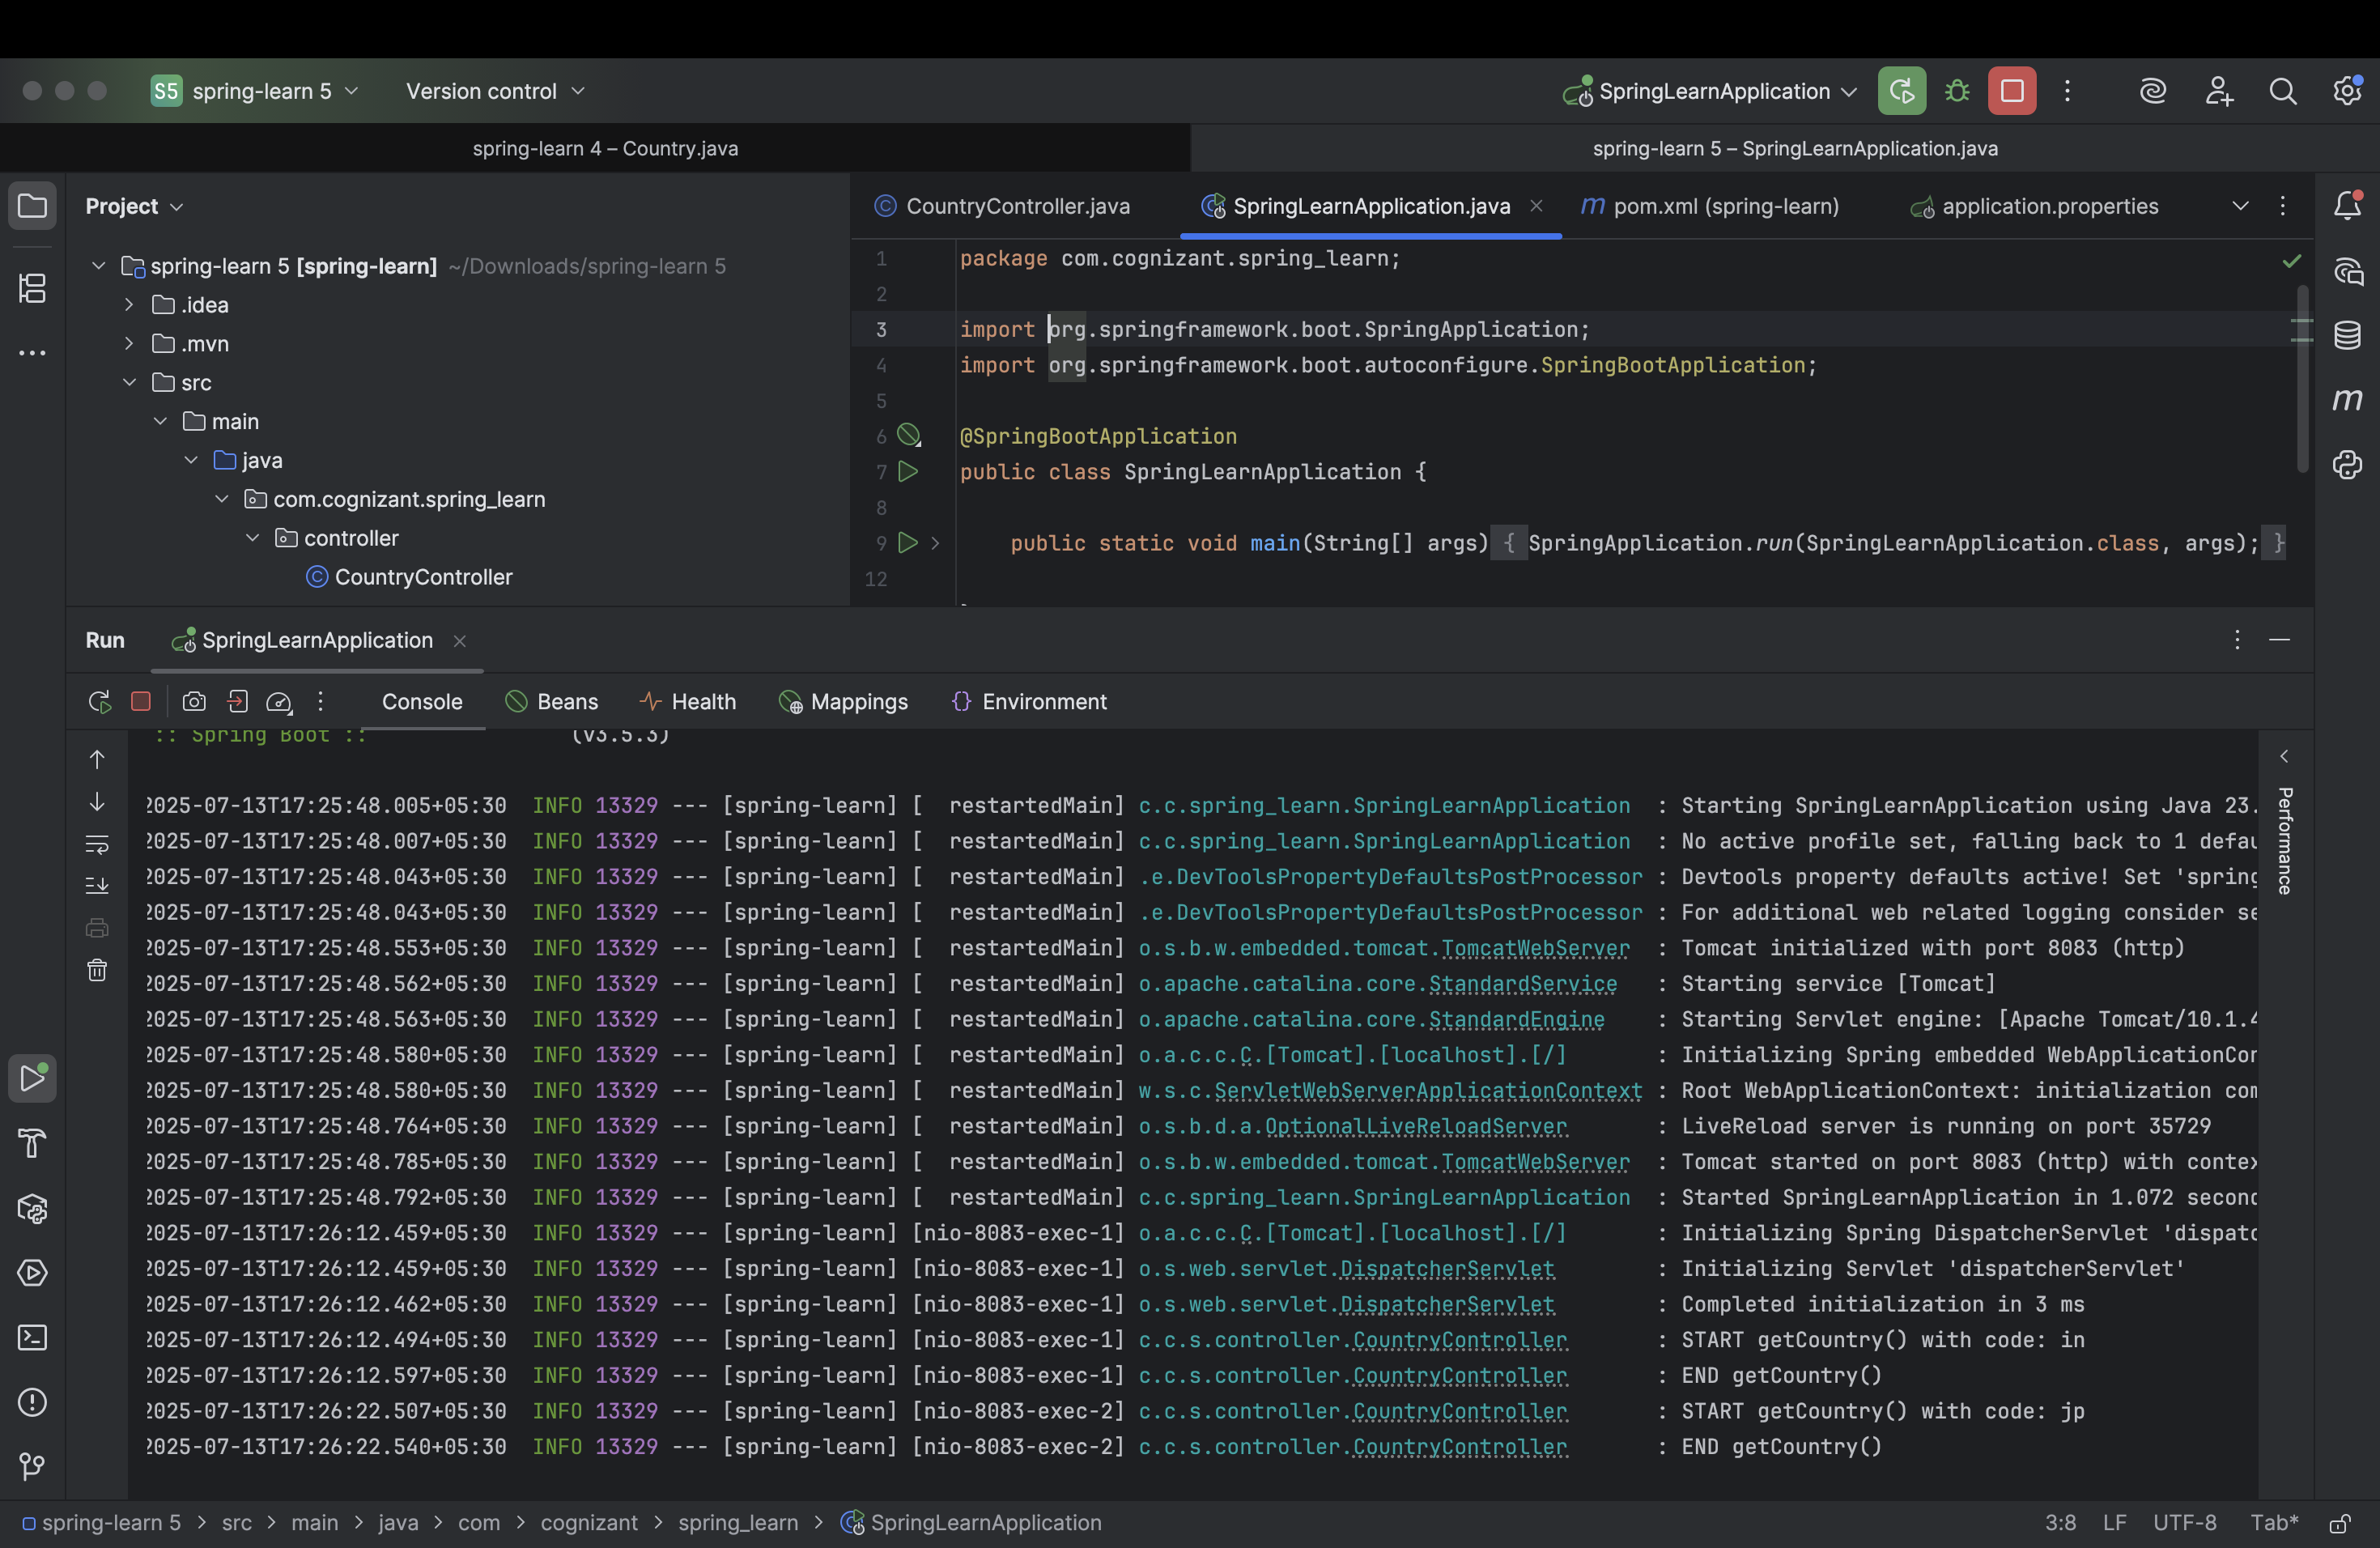 S5 spring-learn 5 Version control SpringLearnApplication
spring-learn 4 – Country.java spring-learn 5 – SpringLearnApplication.java
Project
spring-learn 5 [spring-learn] ~/Downloads/spring-learn 5
.idea
.mvn
src
main
java
com.cognizant.spring_learn
controller
CountryController
CountryController.java SpringLearnApplication.java pom.xml (spring-learn) application.properties
1 package com.cognizant.spring_learn;
2
3 import org.springframework.boot.SpringApplication;
4 import org.springframework.boot.autoconfigure.SpringBootApplication;
5
6 @SpringBootApplication
7 public class SpringLearnApplication {
8
9 public static void main(String[] args) { SpringApplication.run(SpringLearnApplication.class, args); }
12
Run SpringLearnApplication
Console Beans Health Mappings Environment
:: Spring Boot :: (v3.5.3)
2025-07-13T17:25:48.005+05:30 INFO 13329 --- [spring-learn] [ restartedMain] c.c.spring_learn.SpringLearnApplication : Starting SpringLearnApplication using Java 23.
2025-07-13T17:25:48.007+05:30 INFO 13329 --- [spring-learn] [ restartedMain] c.c.spring_learn.SpringLearnApplication : No active profile set, falling back to 1 defau
2025-07-13T17:25:48.043+05:30 INFO 13329 --- [spring-learn] [ restartedMain] .e.DevToolsPropertyDefaultsPostProcessor : Devtools property defaults active! Set 'spring
2025-07-13T17:25:48.043+05:30 INFO 13329 --- [spring-learn] [ restartedMain] .e.DevToolsPropertyDefaultsPostProcessor : For additional web related logging consider se
2025-07-13T17:25:48.553+05:30 INFO 13329 --- [spring-learn] [ restartedMain] o.s.b.w.embedded.tomcat.TomcatWebServer : Tomcat initialized with port 8083 (http)
2025-07-13T17:25:48.562+05:30 INFO 13329 --- [spring-learn] [ restartedMain] o.apache.catalina.core.StandardService : Starting service [Tomcat]
2025-07-13T17:25:48.563+05:30 INFO 13329 --- [spring-learn] [ restartedMain] o.apache.catalina.core.StandardEngine : Starting Servlet engine: [Apache Tomcat/10.1.4
2025-07-13T17:25:48.580+05:30 INFO 13329 --- [spring-learn] [ restartedMain] o.a.c.c.C.[Tomcat].[localhost].[/] : Initializing Spring embedded WebApplicationCon
2025-07-13T17:25:48.580+05:30 INFO 13329 --- [spring-learn] [ restartedMain] w.s.c.ServletWebServerApplicationContext : Root WebApplicationContext: initialization com
2025-07-13T17:25:48.764+05:30 INFO 13329 --- [spring-learn] [ restartedMain] o.s.b.d.a.OptionalLiveReloadServer : LiveReload server is running on port 35729
2025-07-13T17:25:48.785+05:30 INFO 13329 --- [spring-learn] [ restartedMain] o.s.b.w.embedded.tomcat.TomcatWebServer : Tomcat started on port 8083 (http) with contex
2025-07-13T17:25:48.792+05:30 INFO 13329 --- [spring-learn] [ restartedMain] c.c.spring_learn.SpringLearnApplication : Started SpringLearnApplication in 1.072 second
2025-07-13T17:26:12.459+05:30 INFO 13329 --- [spring-learn] [nio-8083-exec-1] o.a.c.c.C.[Tomcat].[localhost].[/] : Initializing Spring DispatcherServlet 'dispatc
2025-07-13T17:26:12.459+05:30 INFO 13329 --- [spring-learn] [nio-8083-exec-1] o.s.web.servlet.DispatcherServlet : Initializing Servlet 'dispatcherServlet'
2025-07-13T17:26:12.462+05:30 INFO 13329 --- [spring-learn] [nio-8083-exec-1] o.s.web.servlet.DispatcherServlet : Completed initialization in 3 ms
2025-07-13T17:26:12.494+05:30 INFO 13329 --- [spring-learn] [nio-8083-exec-1] c.c.s.controller.CountryController : START getCountry() with code: in
2025-07-13T17:26:12.597+05:30 INFO 13329 --- [spring-learn] [nio-8083-exec-1] c.c.s.controller.CountryController : END getCountry()
2025-07-13T17:26:22.507+05:30 INFO 13329 --- [spring-learn] [nio-8083-exec-2] c.c.s.controller.CountryController : START getCountry() with code: jp
2025-07-13T17:26:22.540+05:30 INFO 13329 --- [spring-learn] [nio-8083-exec-2] c.c.s.controller.CountryController : END getCountry()
Performance
spring-learn 5 > src > main > java > com > cognizant > spring_learn > SpringLearnApplication 3:8 LF UTF-8 Tab*